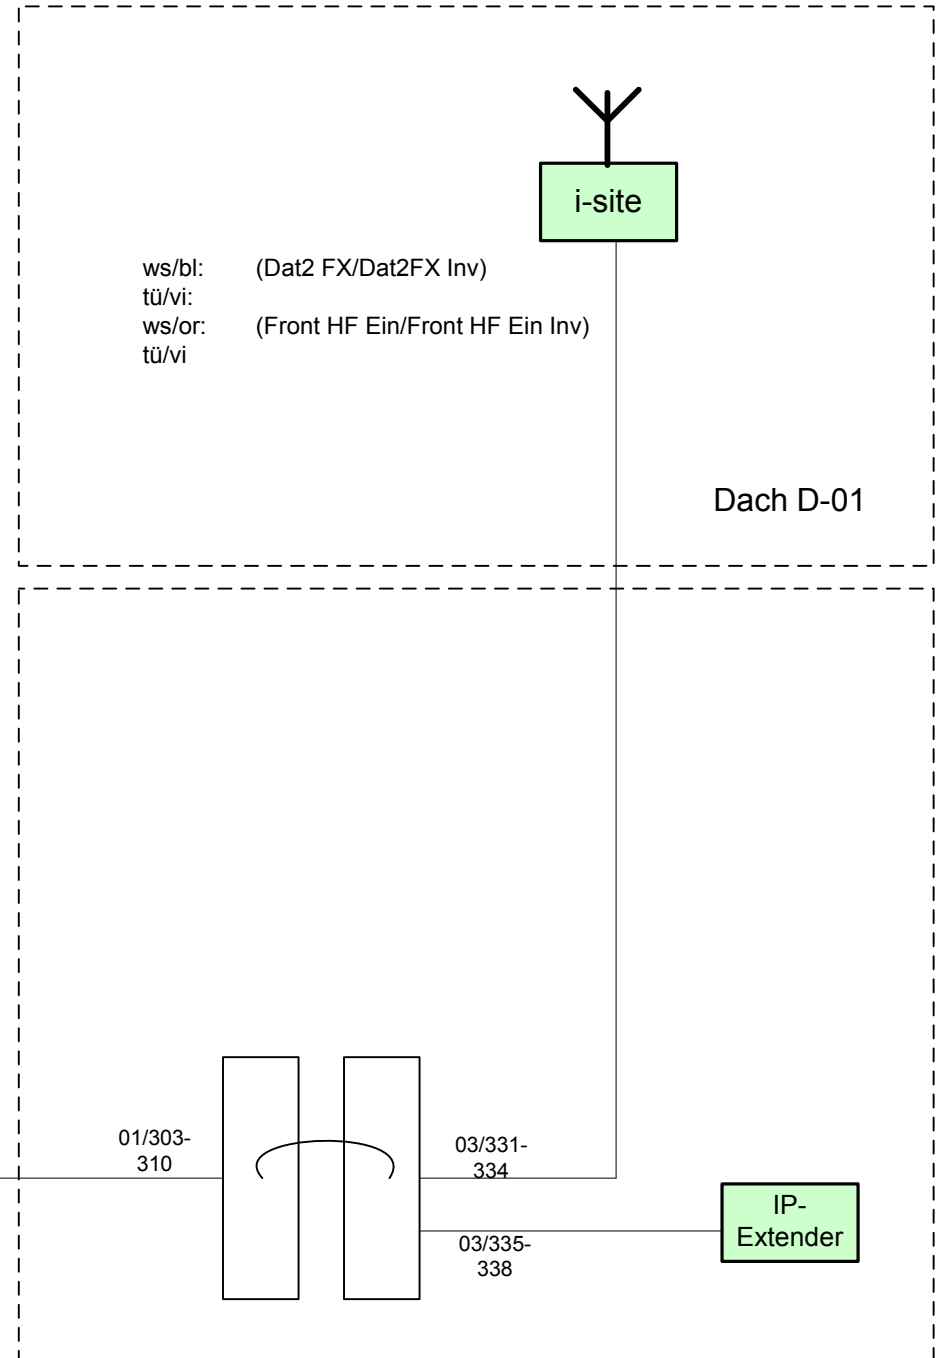 i-site
ws/bl: (Dat2 FX/Dat2FX Inv)
tü/vi:
ws/or: (Front HF Ein/Front HF Ein Inv)
tü/vi
Dach D-01
01/303-
310
03/331-
334
03/335-
338
IP-
Extender